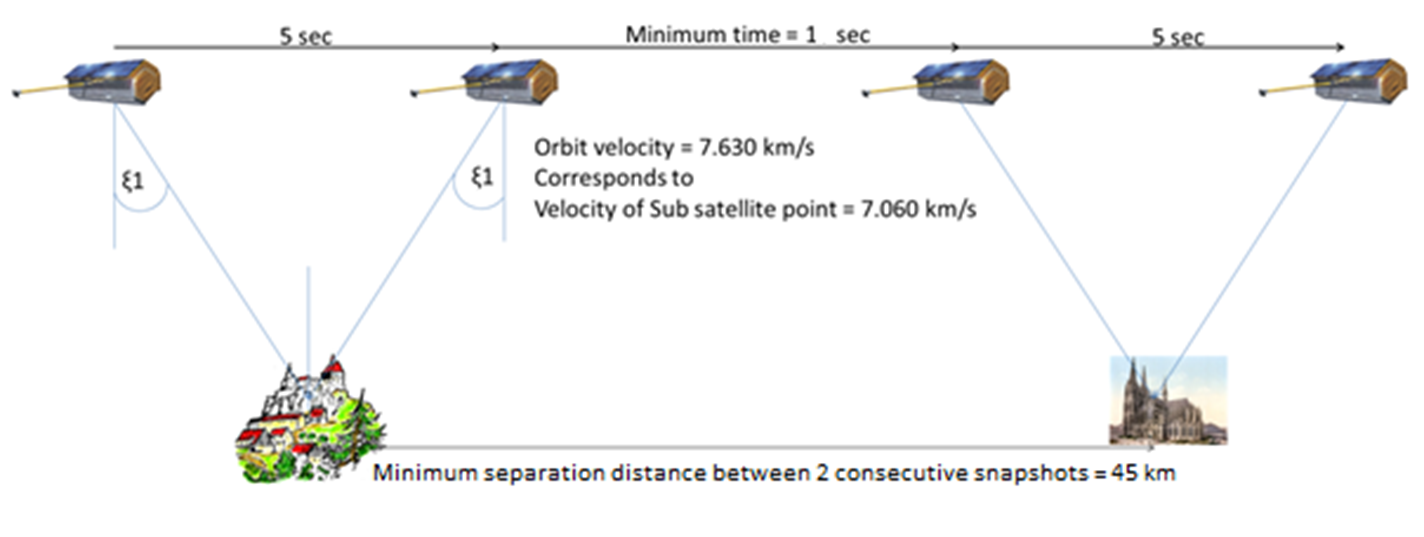 5 sec
Minimum time = 1 sec
5 sec
ξ1
ξ1
Orbit velocity = 7.630 km/s
Corresponds to
Velocity of Sub satellite point = 7.060 km/s
Minimum separation distance between 2 consecutive snapshots = 45 km